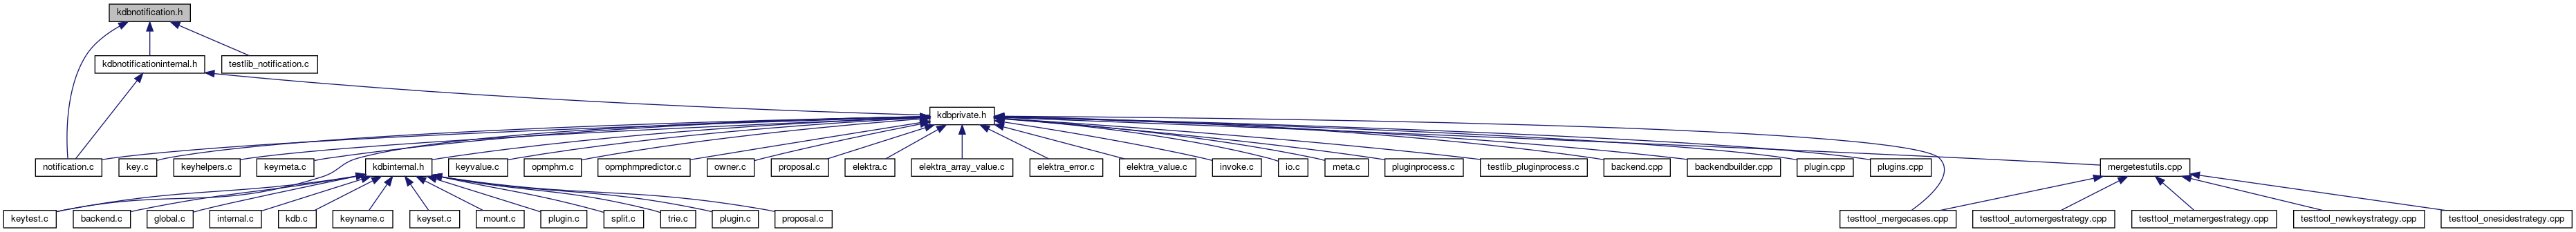 kdbnotification.h
kdbnotificationinternal.h
testlib_notification.c
kdbprivate.h
notification.c
key.c
keyhelpers.c
keymeta.c
kdbinternal.h
keyvalue.c
opmphm.c
opmphmpredictor.c
owner.c
proposal.c
elektra.c
elektra_array_value.c
elektra_error.c
elektra_value.c
invoke.c
io.c
meta.c
pluginprocess.c
testlib_pluginprocess.c
backend.cpp
backendbuilder.cpp
plugin.cpp
plugins.cpp
mergetestutils.cpp
keytest.c
backend.c
global.c
internal.c
kdb.c
keyname.c
keyset.c
mount.c
plugin.c
split.c
trie.c
plugin.c
proposal.c
testtool_mergecases.cpp
testtool_automergestrategy.cpp
testtool_metamergestrategy.cpp
testtool_newkeystrategy.cpp
testtool_onesidestrategy.cpp